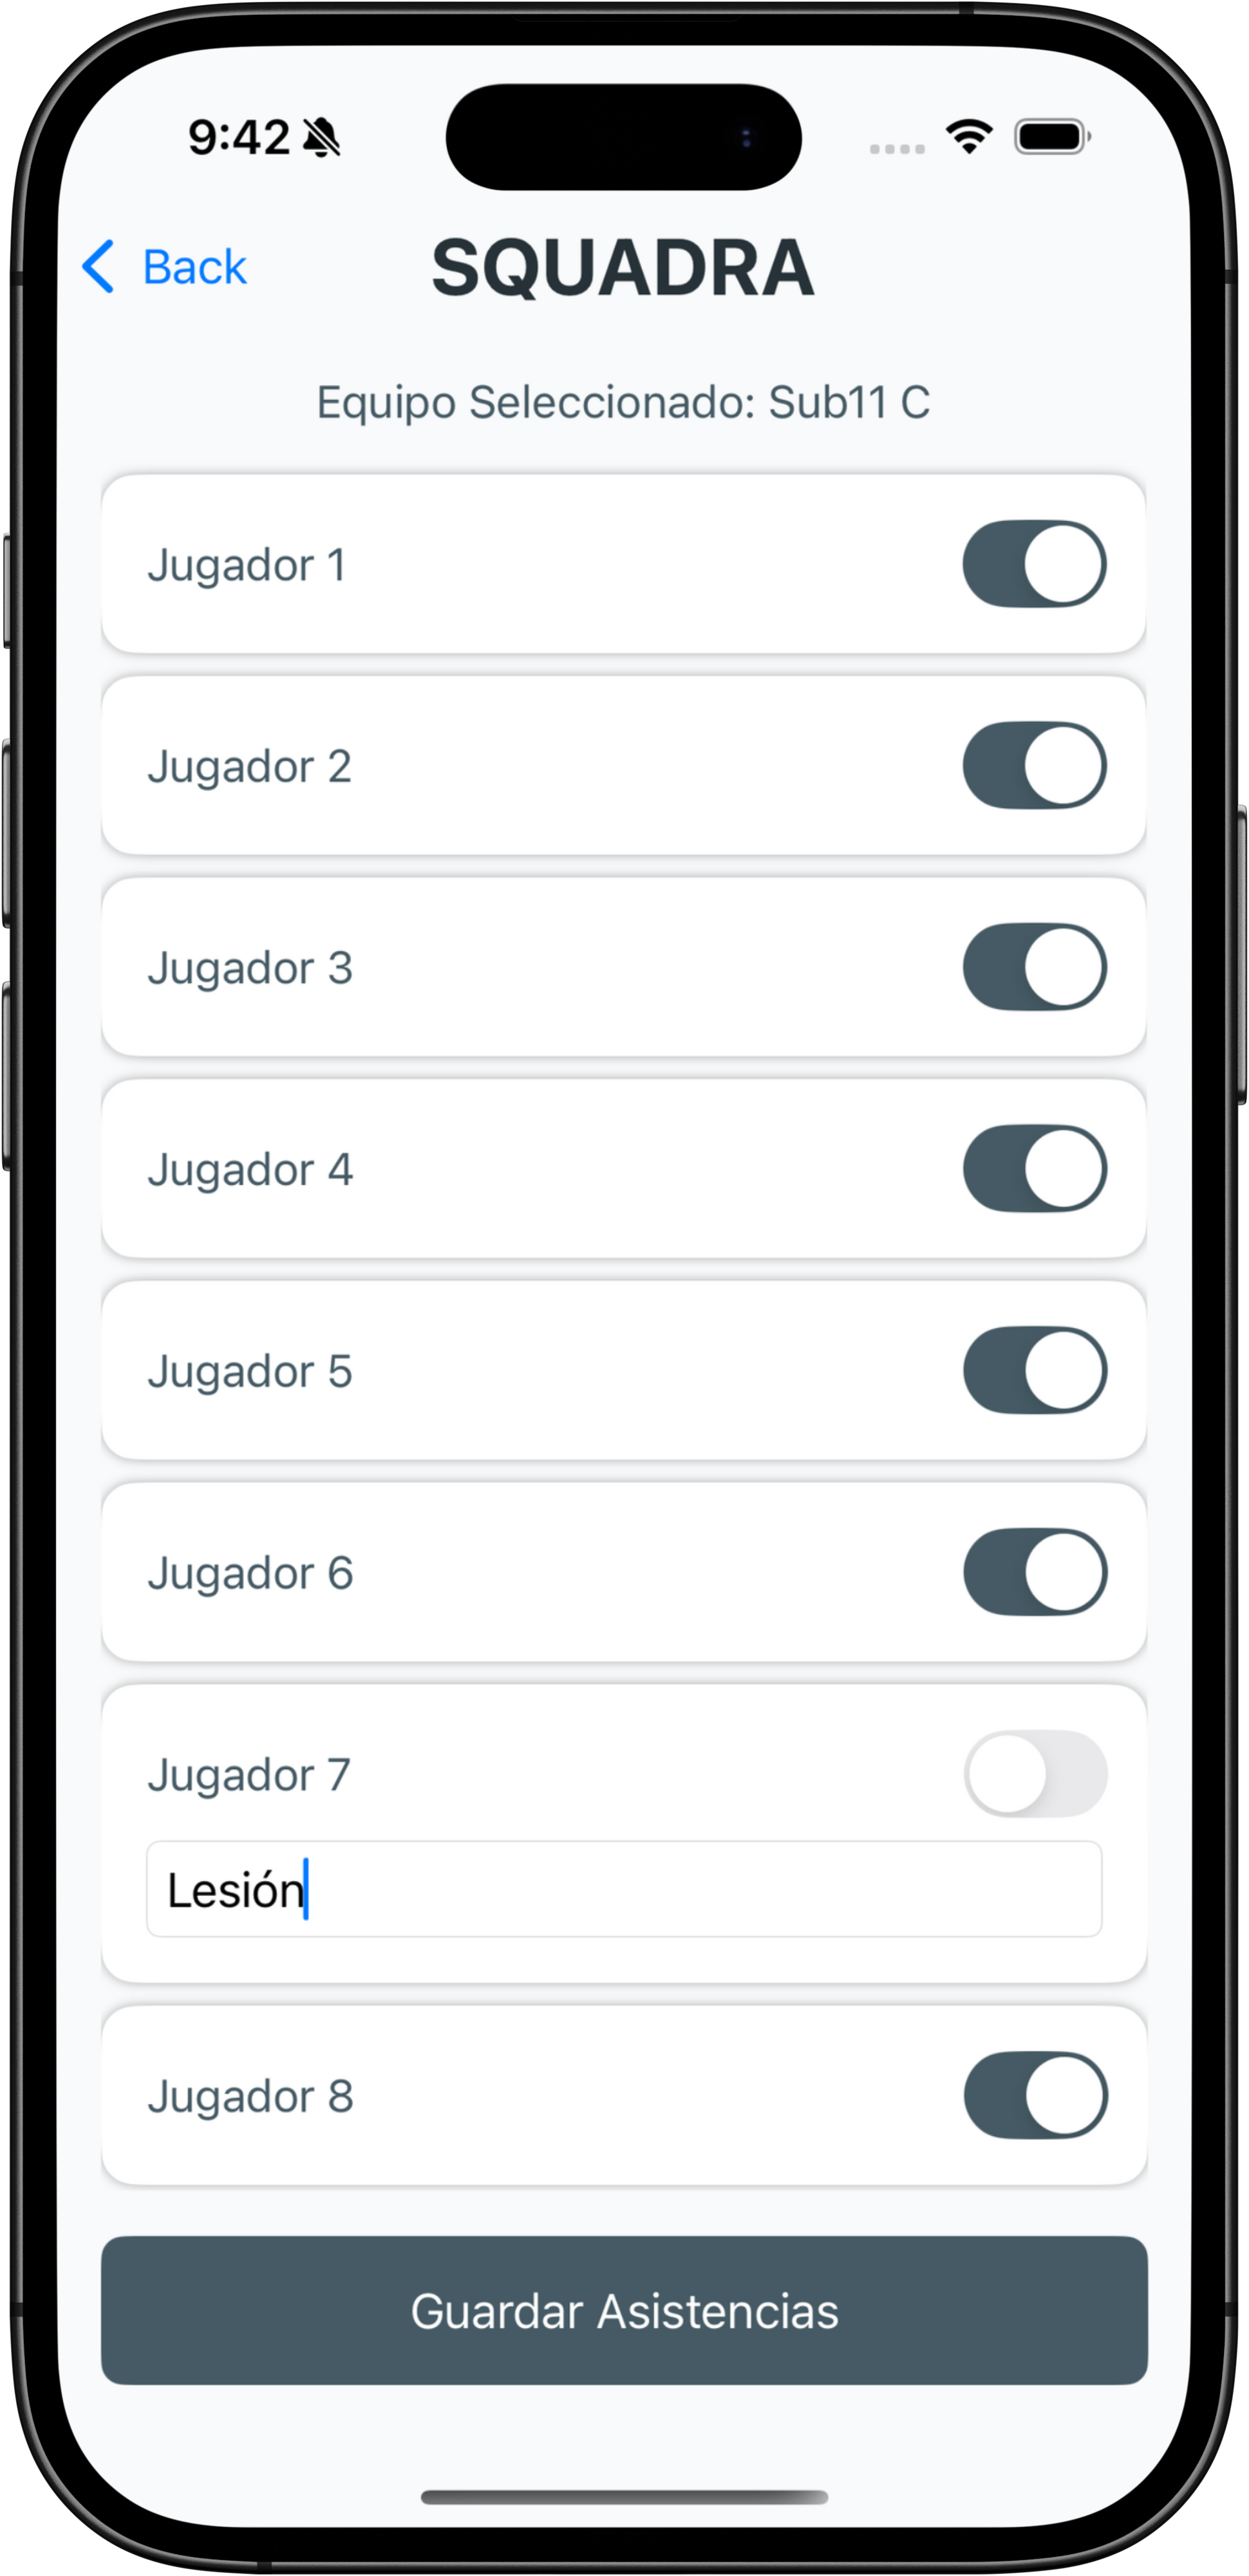 9:42
Back
SQUADRA
Equipo Seleccionado: Sub11 C
Jugador 1
Jugador 2
Jugador 3
Jugador 4
Jugador 5
Jugador 6
Jugador 7
Lesión
Jugador 8
Guardar Asistencias